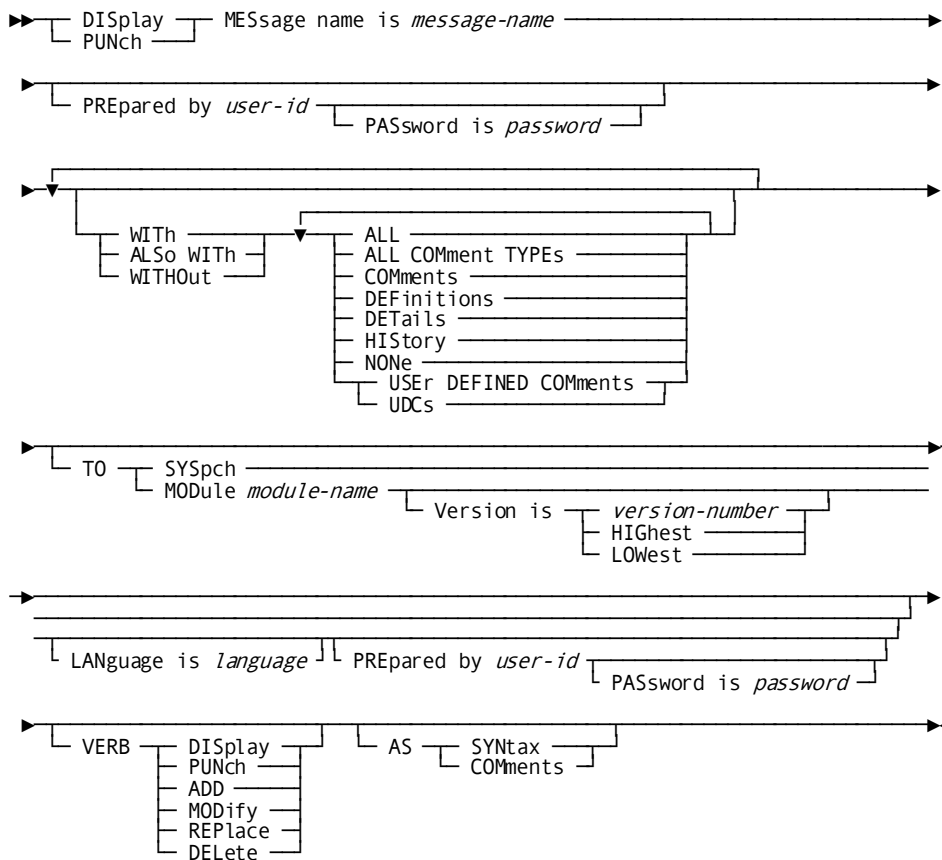 DISplay MESsage name is message-name
PUNch
PREpared by user-id
PASsword is password
WITh ALL
ALSo WITh ALL COMment TYPEs
WITHOut COMments
DEFinitions
DETails
HIStory
NONe
USEr DEFINED COMments
UDCs
TO SYSpch
MODule module-name
Version is version-number
HIGhest
LOWest
LANguage is language PREpared by user-id
PASsword is password
VERB DISplay AS SYNtax
PUNch COMments
ADD
MODify
REPlace
DELete